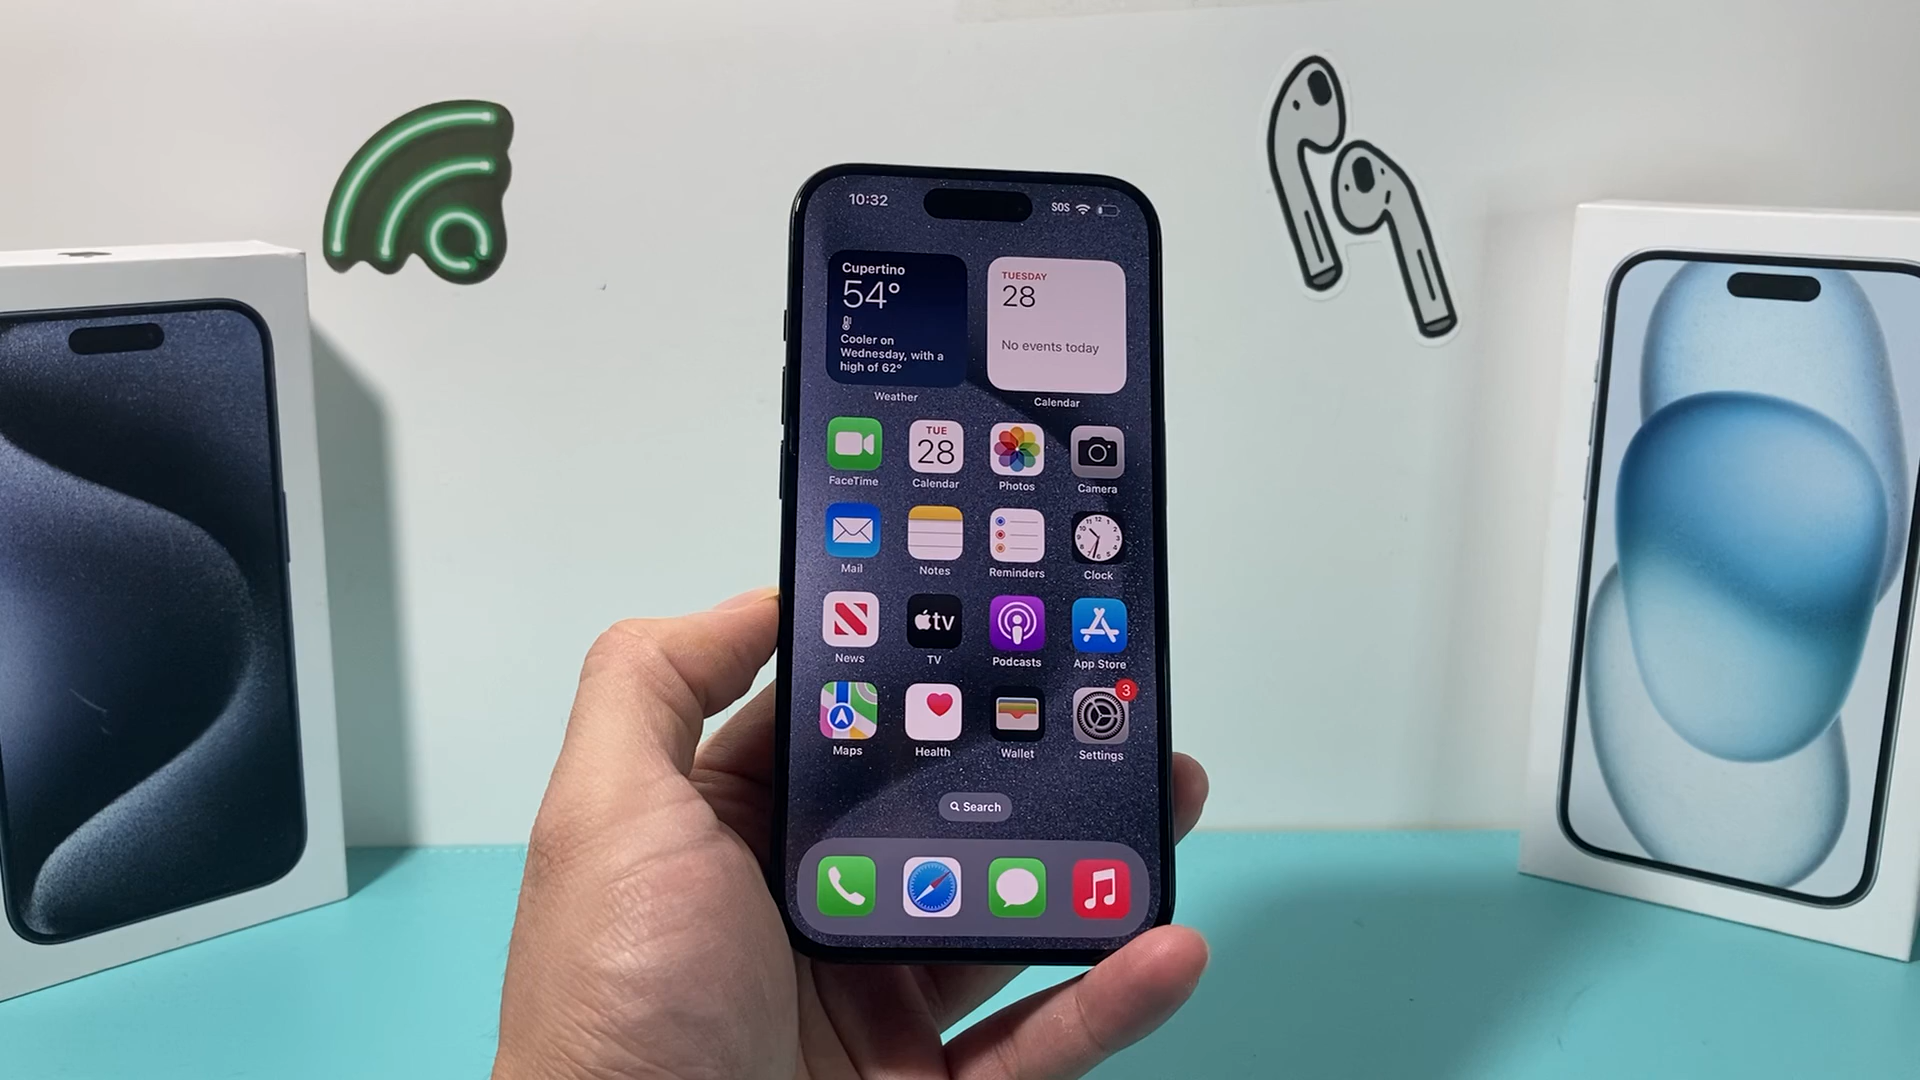 10:32
SOS
Cupertino
54°
Cooler on
Wednesday, with a
high of 62°
Weather
TUESDAY
28
No events today
Calendar
FaceTime
TUE
28
Calendar
Photos
Camera
Mail
Notes
Reminders
Clock
News
tv
TV
Podcasts
App Store
Maps
Health
Wallet
3
Settings
Search